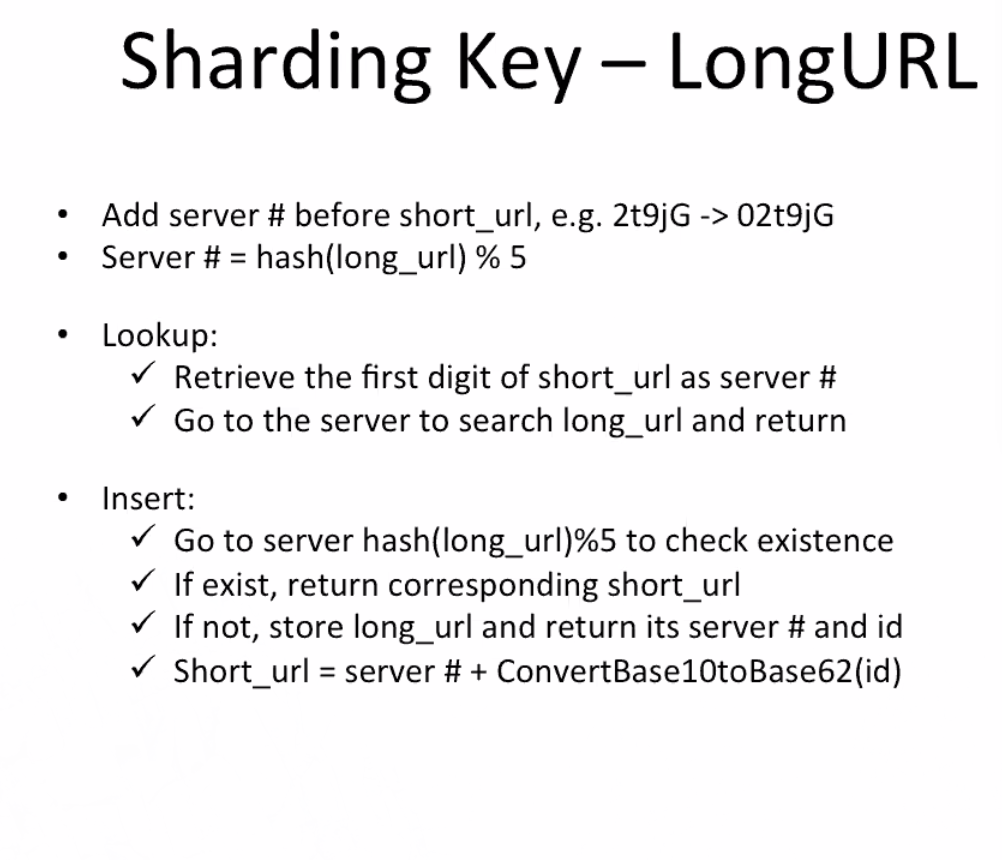 Sharding Key – LongURL
• Add server # before short_url, e.g. 2t9jG -> 02t9jG
• Server # = hash(long_url) % 5
• Lookup:
✓ Retrieve the first digit of short_url as server #
✓ Go to the server to search long_url and return
• Insert:
✓ Go to server hash(long_url)%5 to check existence
✓ If exist, return corresponding short_url
✓ If not, store long_url and return its server # and id
✓ Short_url = server # + ConvertBase10toBase62(id)